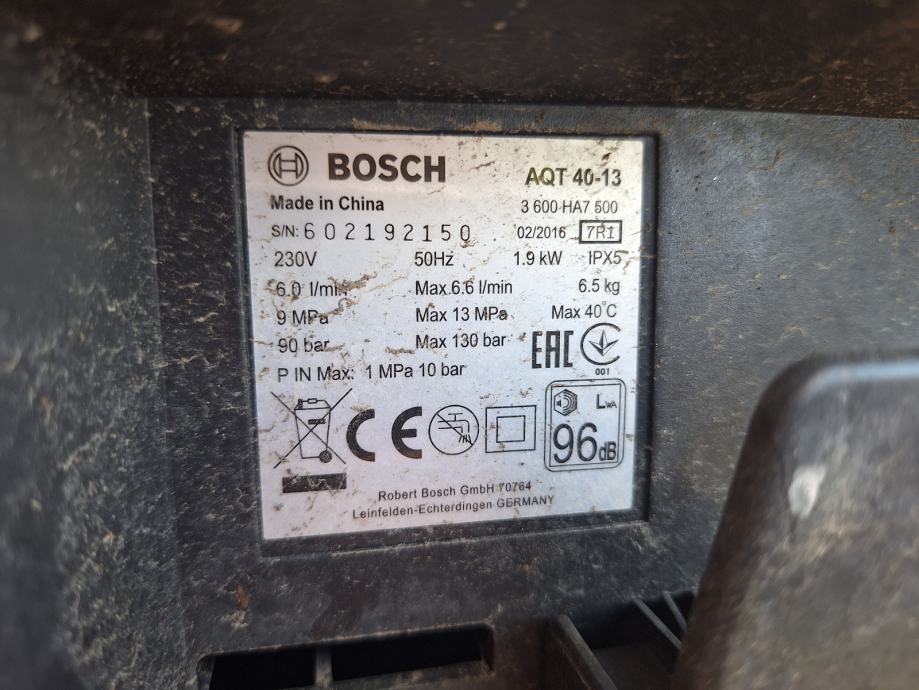 BOSCH AQT 40-13
Made in China 3 600 HA7 500
S/N: 602192150 02/2016 7R1
230V 50Hz 1.9 kW IPX5
6.0 l/min Max 6.6 l/min 6.5 kg
9 MPa Max 13 MPa Max 40°C
90 bar Max 130 bar EAC
001
P IN Max: 1 MPa 10 bar
CE LWA
96dB
Robert Bosch GmbH 70764
Leinfelden-Echterdingen GERMANY